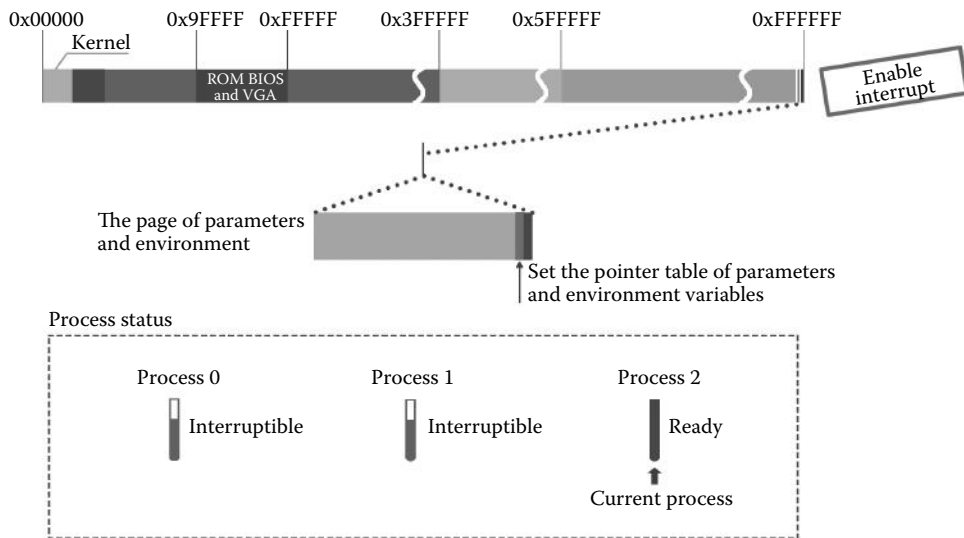 0x00000 0x9FFFF 0xFFFFF 0x3FFFFF 0x5FFFFF 0xFFFFFF
Kernel
ROM BIOS
and VGA
Enable
interrupt
The page of parameters
and environment
Set the pointer table of parameters
and environment variables
Process status
Process 0 Process 1 Process 2
Interruptible Interruptible Ready
Current process